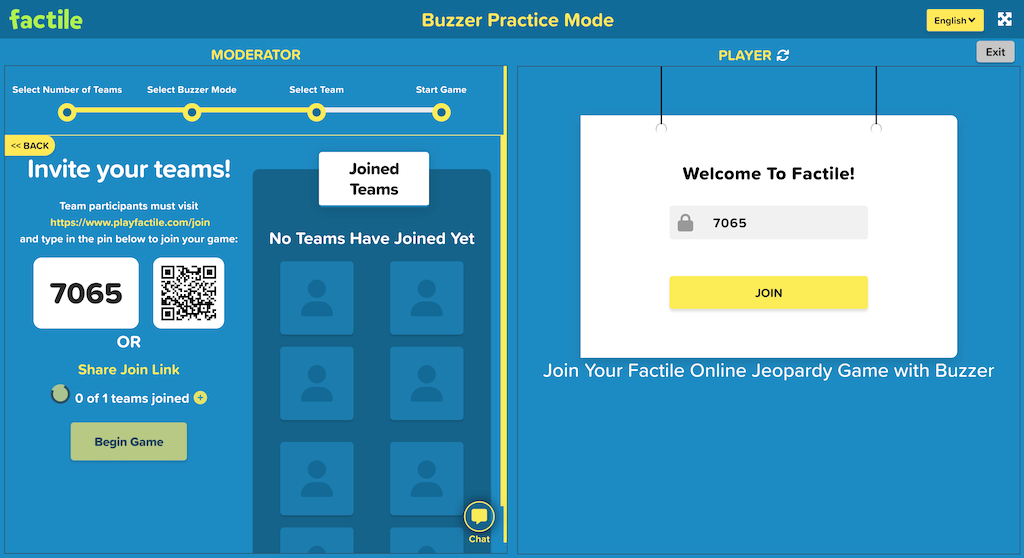 factile
Buzzer Practice Mode
English
MODERATOR
PLAYER
Exit
Select Number of Teams
Select Buzzer Mode
Select Team
Start Game
<< BACK
Invite your teams!
Team participants must visit
https://www.playfactile.com/join
and type in the pin below to join your game:
7065
OR
Share Join Link
0 of 1 teams joined +
Begin Game
Joined
Teams
No Teams Have Joined Yet
Chat
Welcome To Factile!
7065
JOIN
Join Your Factile Online Jeopardy Game with Buzzer